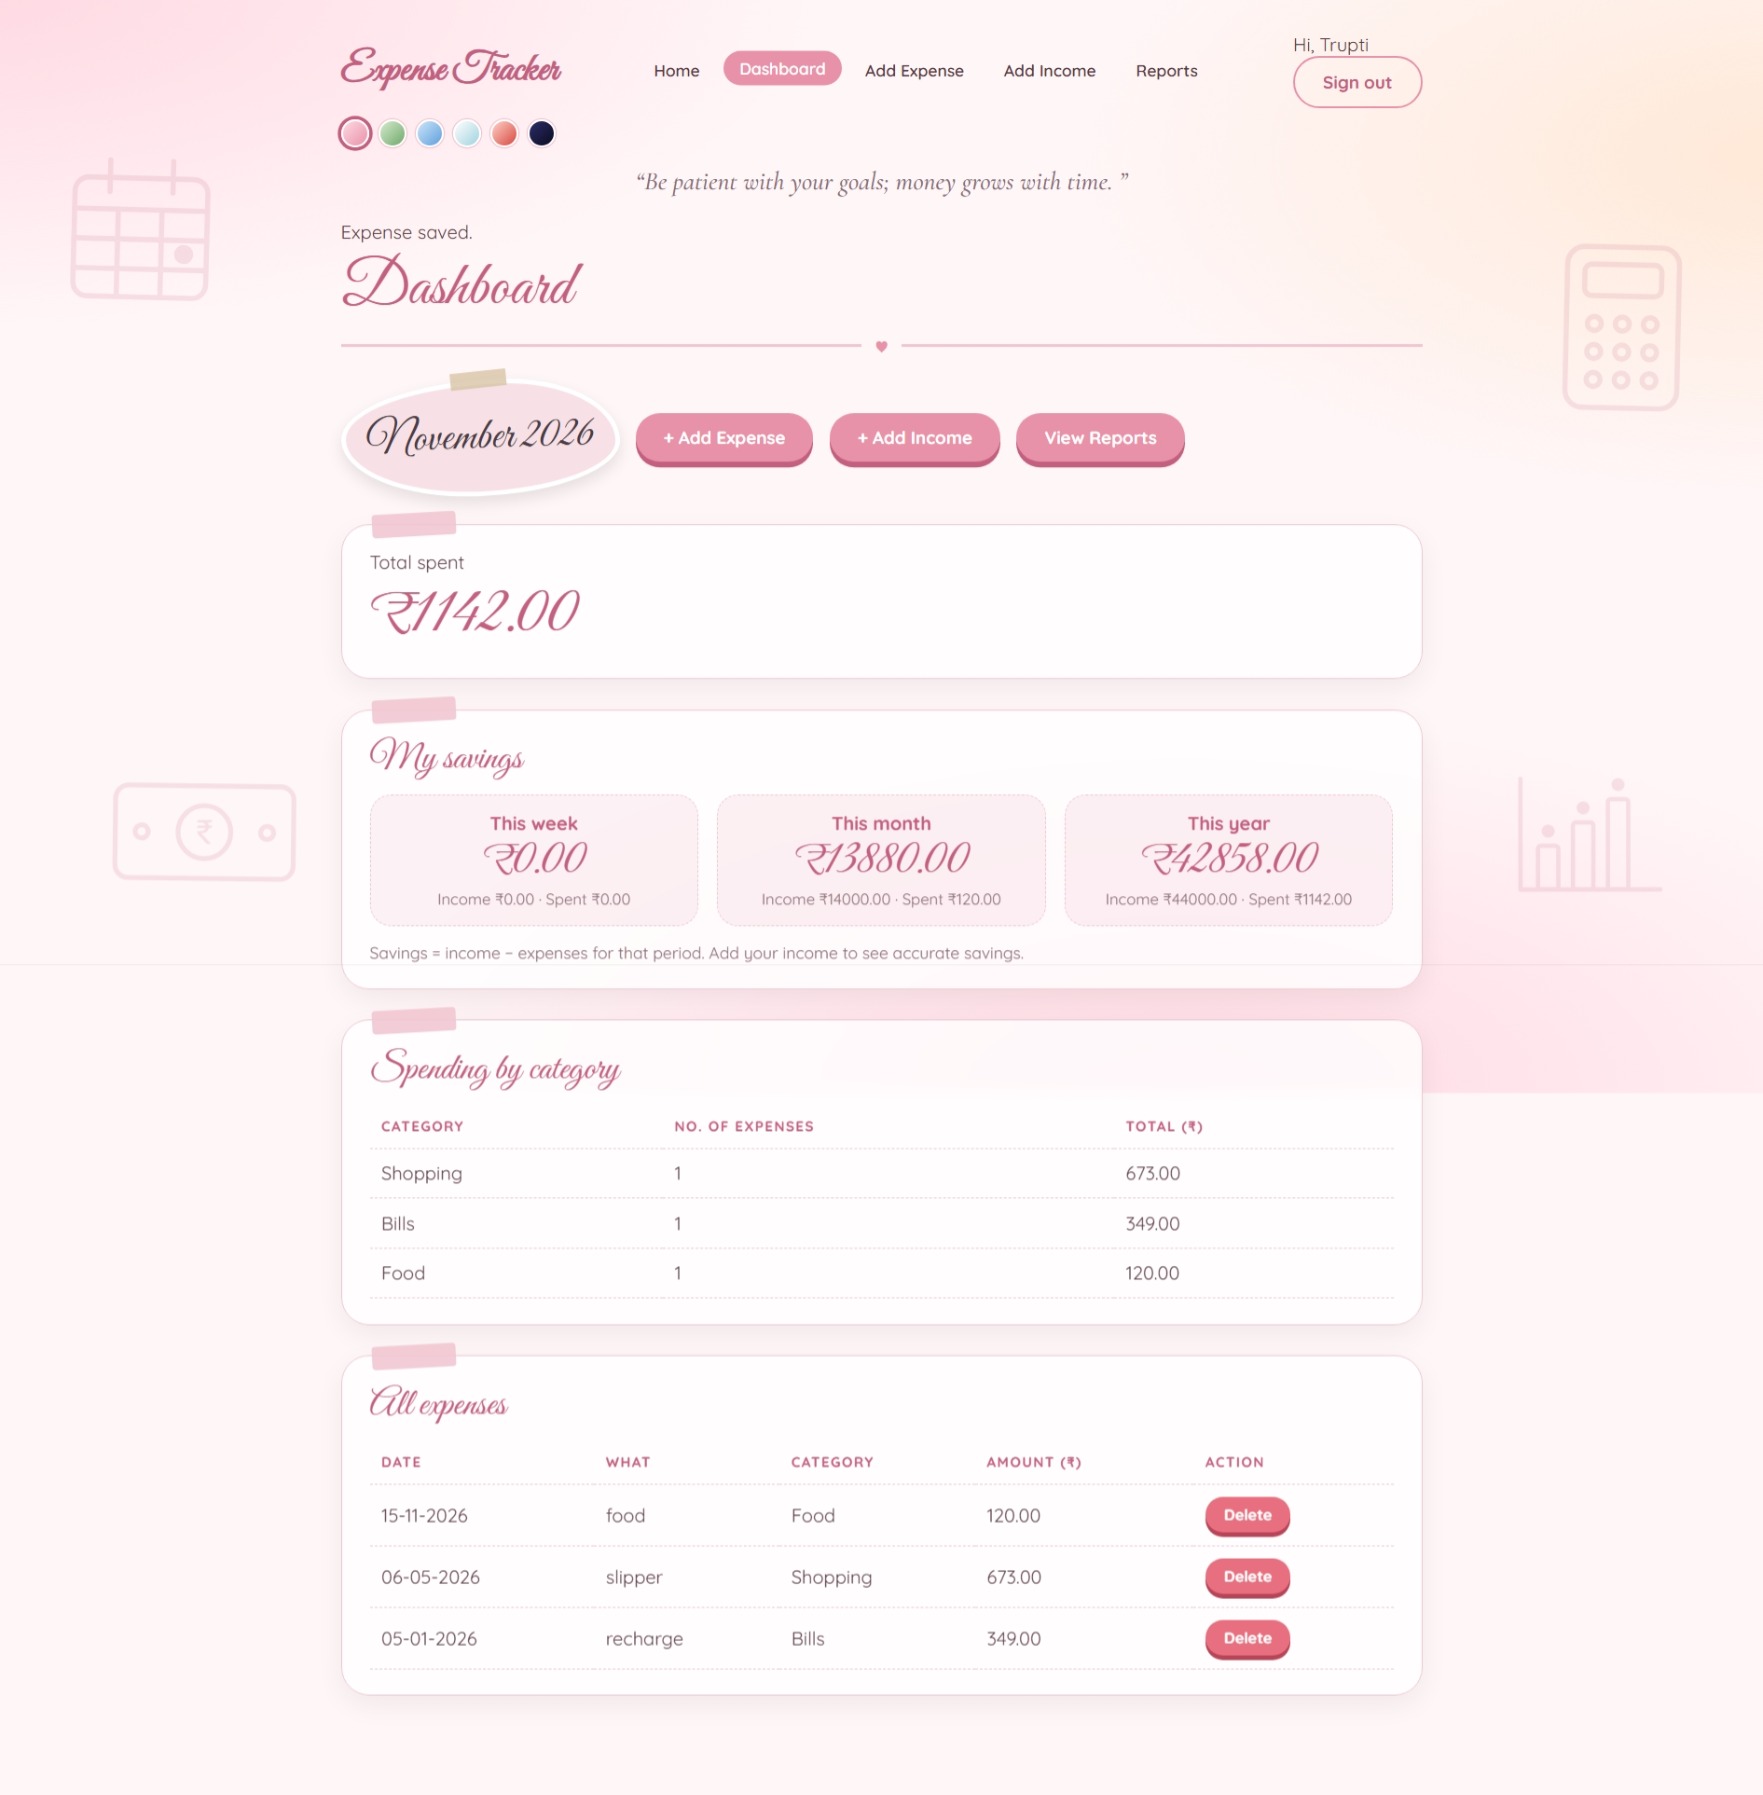 Expense Tracker
Home Dashboard Add Expense Add Income Reports
Hi, Trupti
Sign out
“Be patient with your goals; money grows with time. ”
Expense saved.
Dashboard
November 2026
+ Add Expense + Add Income View Reports
Total spent
₹1142.00
My savings
This week
₹0.00
Income ₹0.00 · Spent ₹0.00
This month
₹13880.00
Income ₹14000.00 · Spent ₹120.00
This year
₹42858.00
Income ₹44000.00 · Spent ₹1142.00
Savings = income − expenses for that period. Add your income to see accurate savings.
₹
Spending by category
CATEGORY NO. OF EXPENSES TOTAL (₹)
Shopping 1 673.00
Bills 1 349.00
Food 1 120.00
All expenses
DATE WHAT CATEGORY AMOUNT (₹) ACTION
15-11-2026 food Food 120.00 Delete
06-05-2026 slipper Shopping 673.00 Delete
05-01-2026 recharge Bills 349.00 Delete